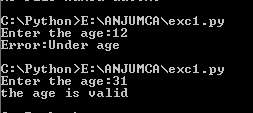 C:\Python>E:\ANJUMCA\exc1.py
Enter the age:12
Error:Under age
C:\Python>E:\ANJUMCA\exc1.py
Enter the age:31
the age is valid